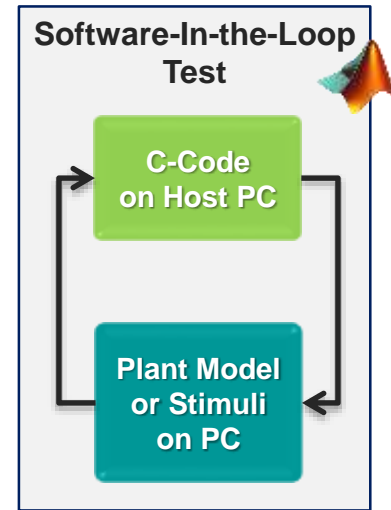 Software-In-the-Loop
Test
C-Code
on Host PC
Plant Model
or Stimuli
on PC